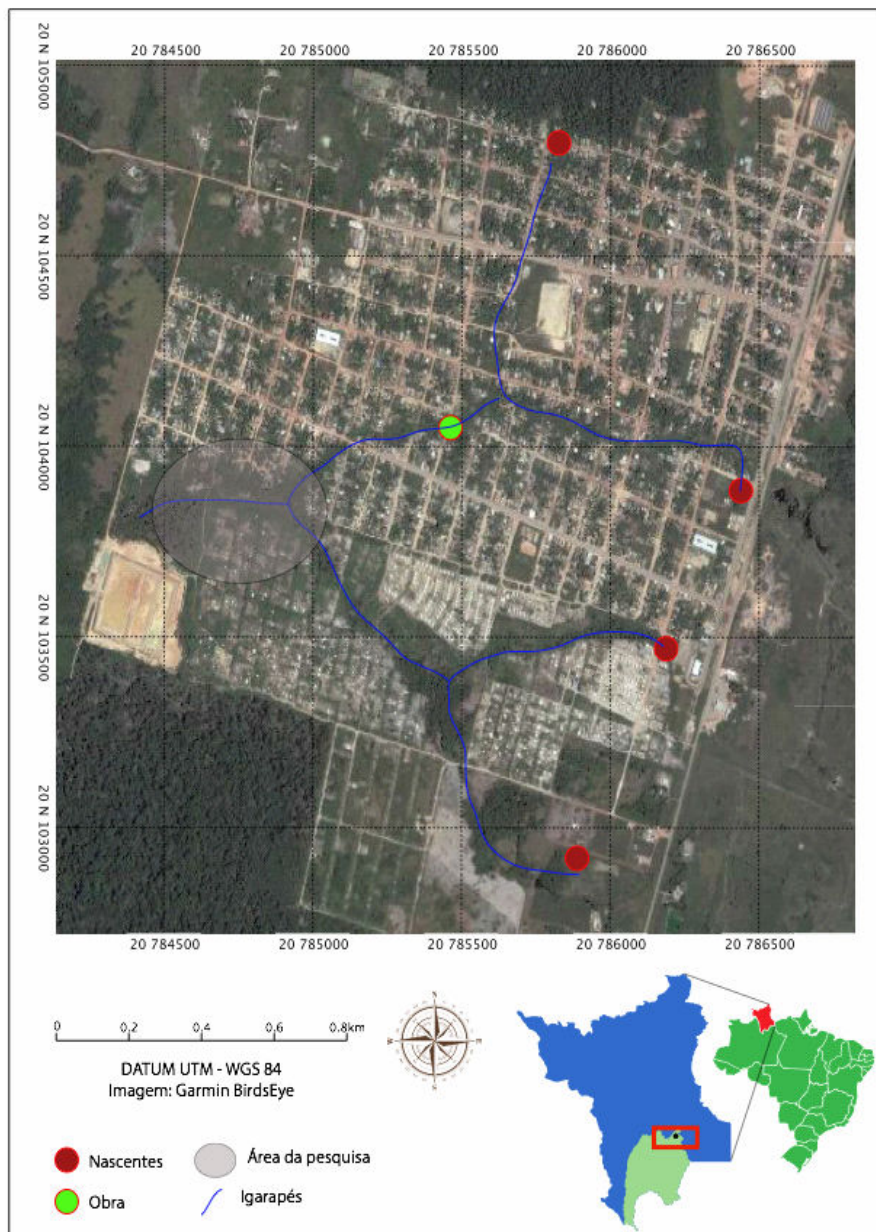 20 784500 20 785000 20 785500 20 786000 20 786500
20 N 105000
20 N 104500
20 N 104000
20 N 103500
20 N 103000
20 784500 20 785000 20 785500 20 786000 20 786500
0 0,2 0,4 0,6 0,8km
N
W E
S
DATUM UTM - WGS 84
Imagem: Garmin BirdsEye
Nascentes Área da pesquisa
Obra Igarapés